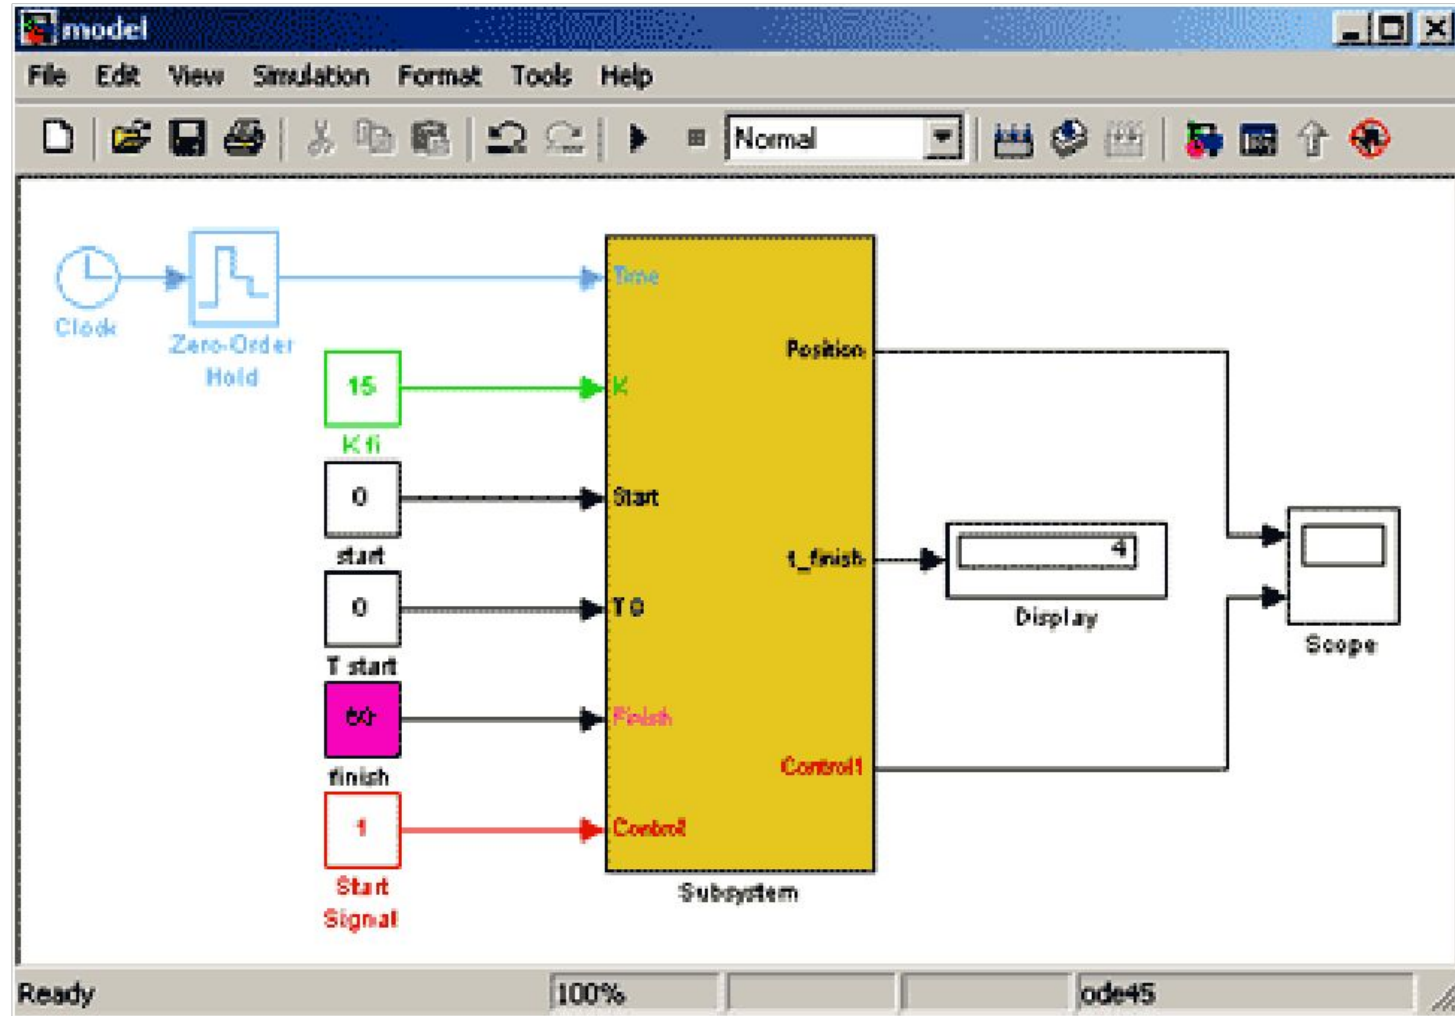 model
File Edit View Simulation Format Tools Help
Normal
Clock
Zero-Order
Hold
Time
Position
15
K
K fi
0
Start
start
t_finish
4
Display
0
T 0
T start
Scope
60
Finish
finish
Control1
1
Control2
Start
Signal
Subsystem
Ready 100% ode45